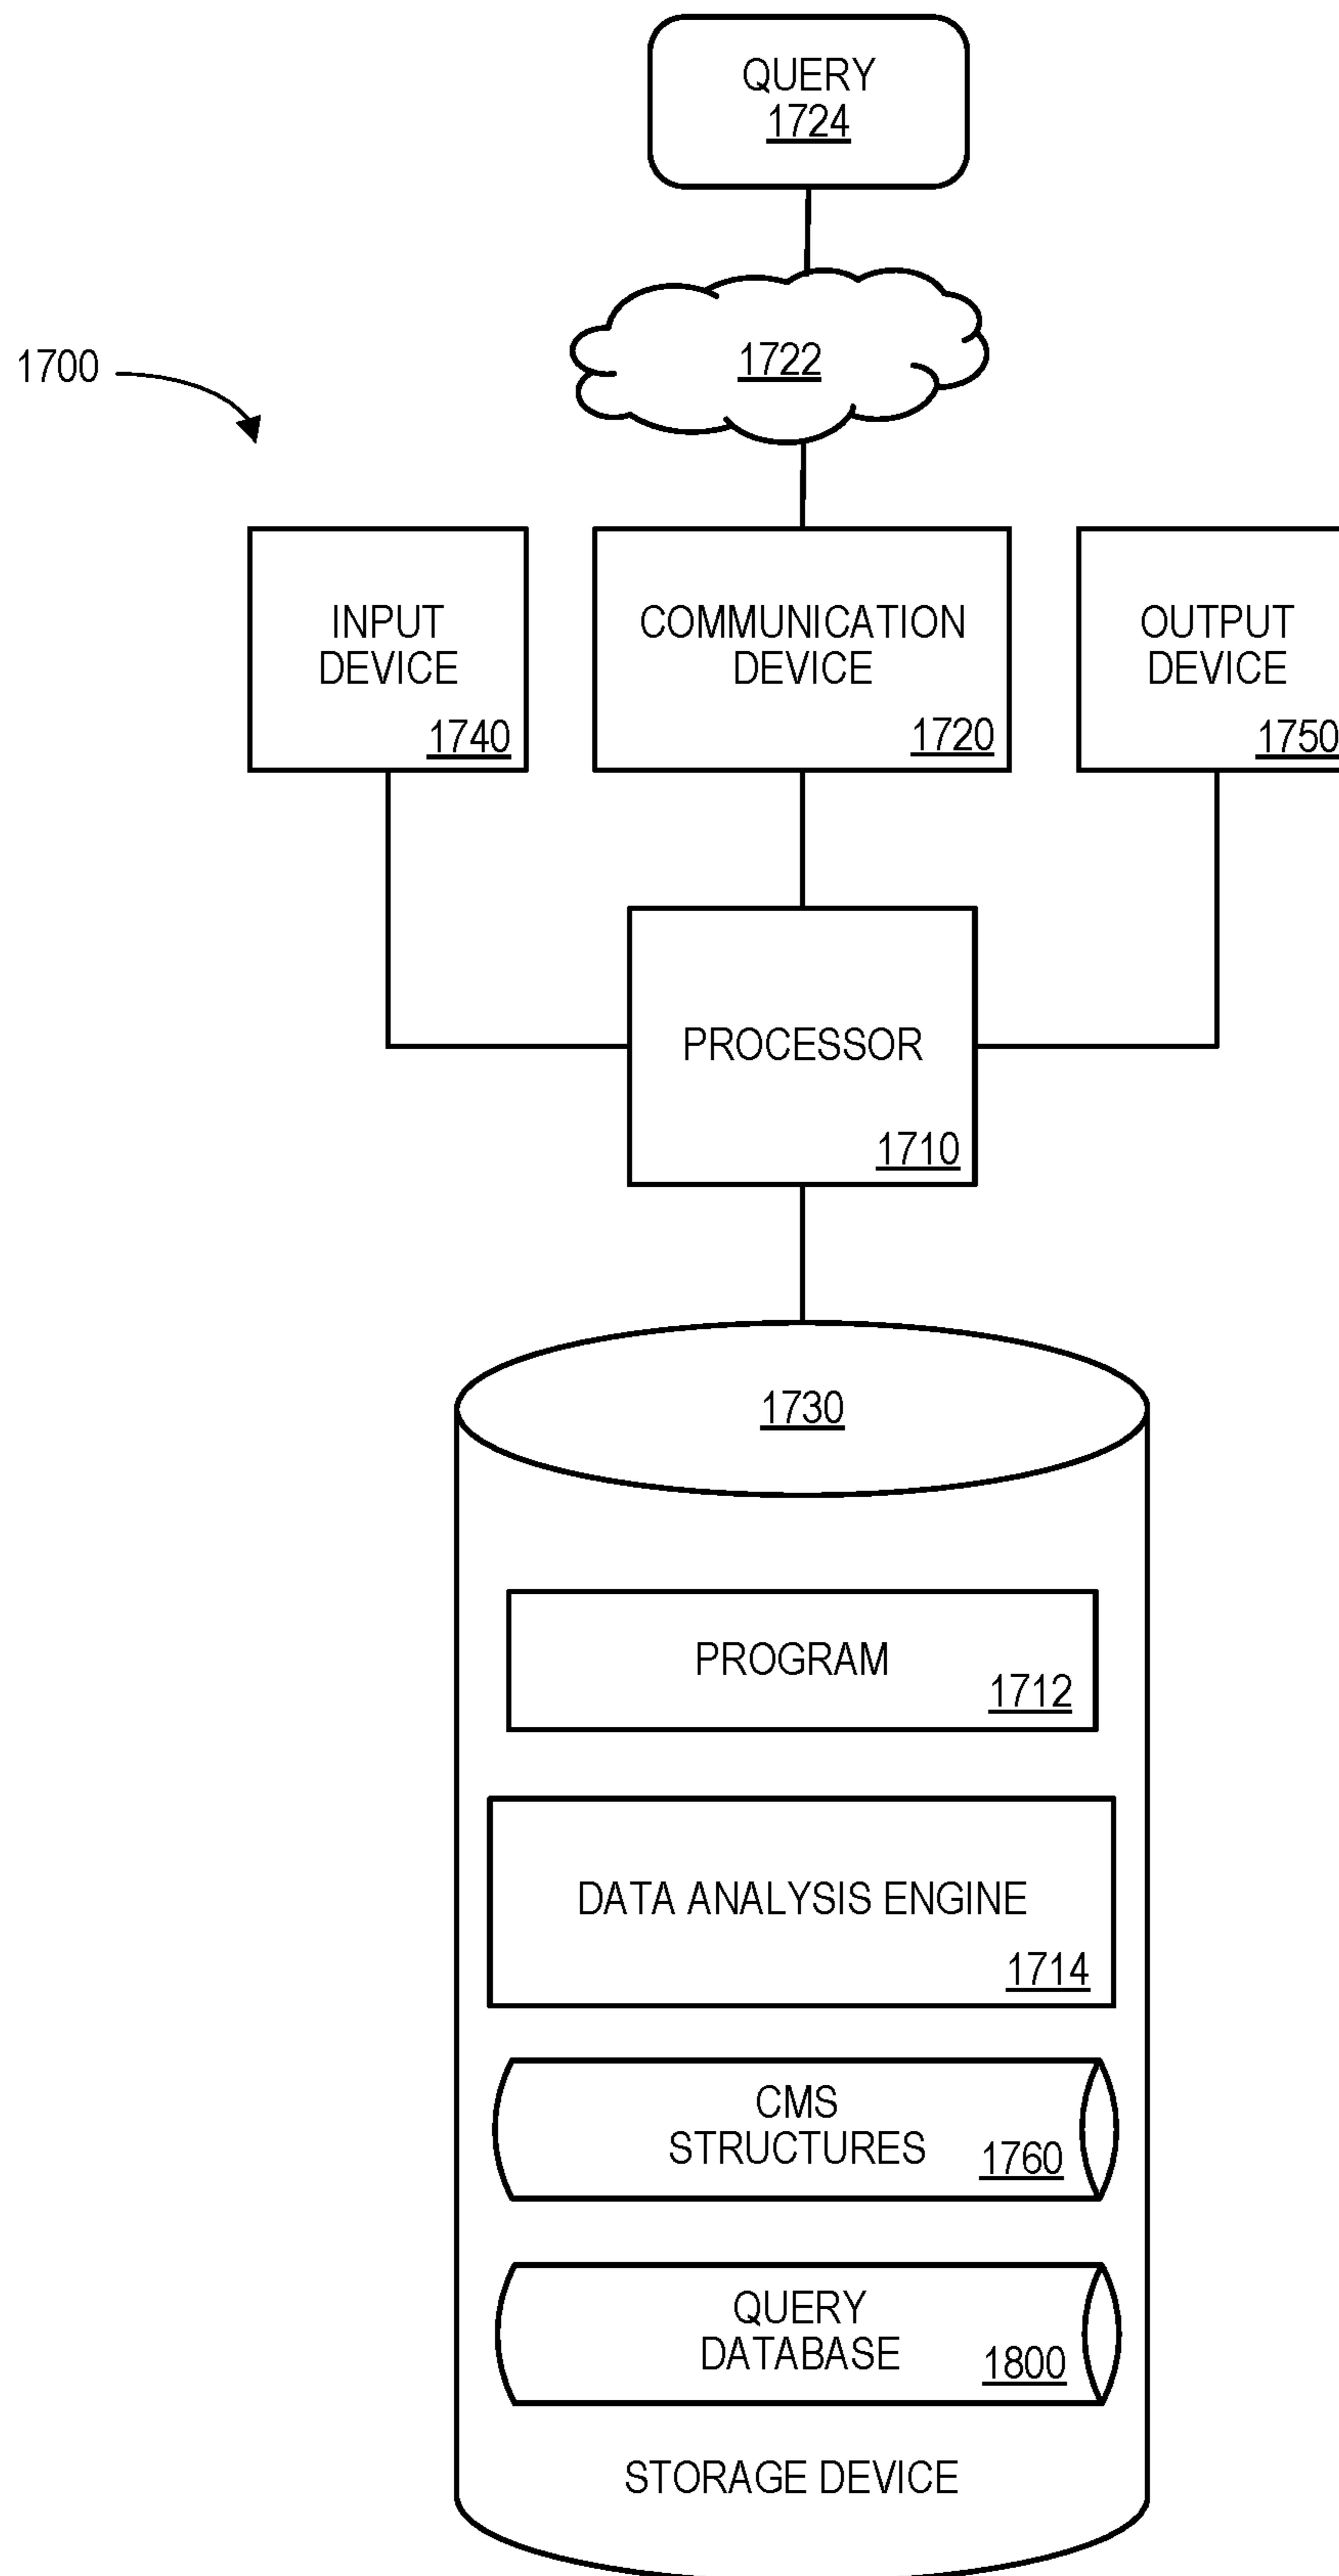 QUERY
1724
1722
1700
INPUT
DEVICE
1740
COMMUNICATION
DEVICE
1720
OUTPUT
DEVICE
1750
PROCESSOR
1710
1730
PROGRAM
1712
DATA ANALYSIS ENGINE
1714
CMS
STRUCTURES
1760
QUERY
DATABASE
1800
STORAGE DEVICE